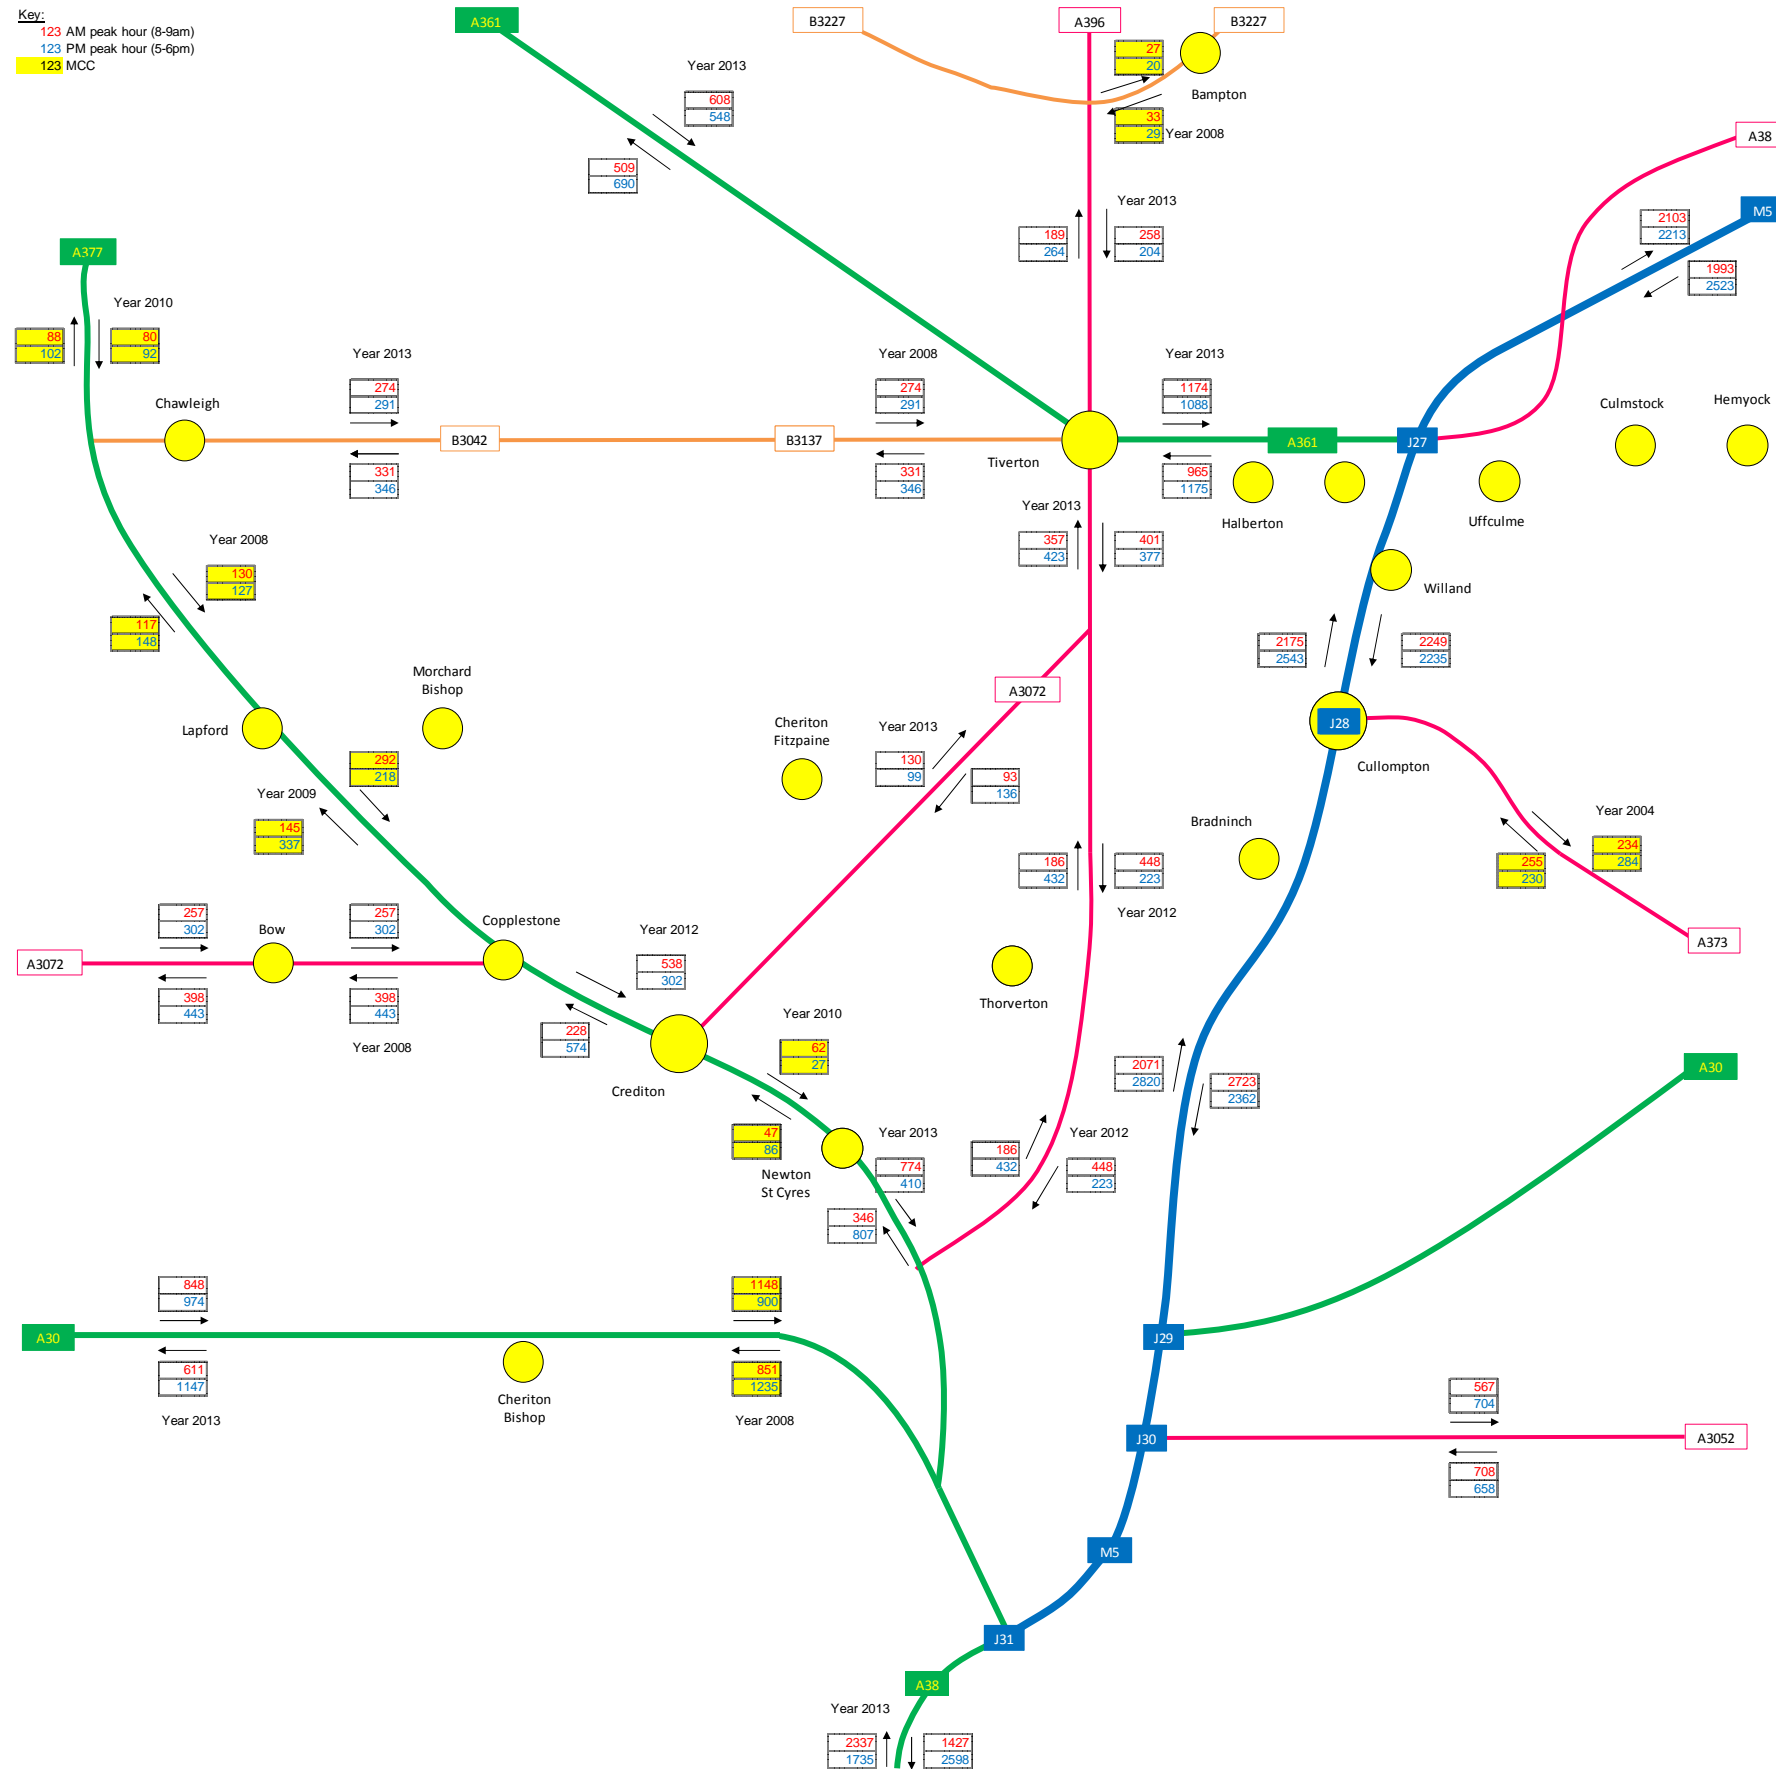 Key:
123 AM peak hour (8-9am)
123 PM peak hour (5-6pm)
123 MCC
A361
B3227
A396
B3227
27
20
Bampton
33
29
Year 2008
Year 2013
608
548
509
690
A38
M5
2103
2213
1993
2523
Year 2013
189
264
258
204
A377
Year 2010
88
102
80
92
Chawleigh
Year 2013
274
291
B3042
331
346
Year 2008
274
291
B3137
331
346
Tiverton
Year 2013
1174
1088
A361
965
1175
J27
Halberton
Uffculme
Culmstock
Hemyock
Year 2013
357
423
401
377
Willand
Year 2008
130
127
117
148
2175
2543
2249
2235
Morchard
Bishop
Lapford
A3072
J28
Cullompton
Cheriton
Fitzpaine
Year 2013
130
99
93
136
292
218
Year 2009
145
337
Bradninch
Year 2004
234
284
255
230
186
432
448
223
Year 2012
257
302
Bow
257
302
Copplestone
A3072
398
443
398
443
Year 2008
Year 2012
538
302
228
574
Thorverton
A373
Crediton
Year 2010
62
27
47
86
2071
2820
2723
2362
A30
Newton
St Cyres
Year 2013
774
410
346
807
186
432
Year 2012
448
223
848
974
A30
611
1147
Year 2013
Cheriton
Bishop
1148
900
851
1235
Year 2008
J29
567
704
J30
A3052
708
658
M5
J31
A38
Year 2013
2337
1735
1427
2598